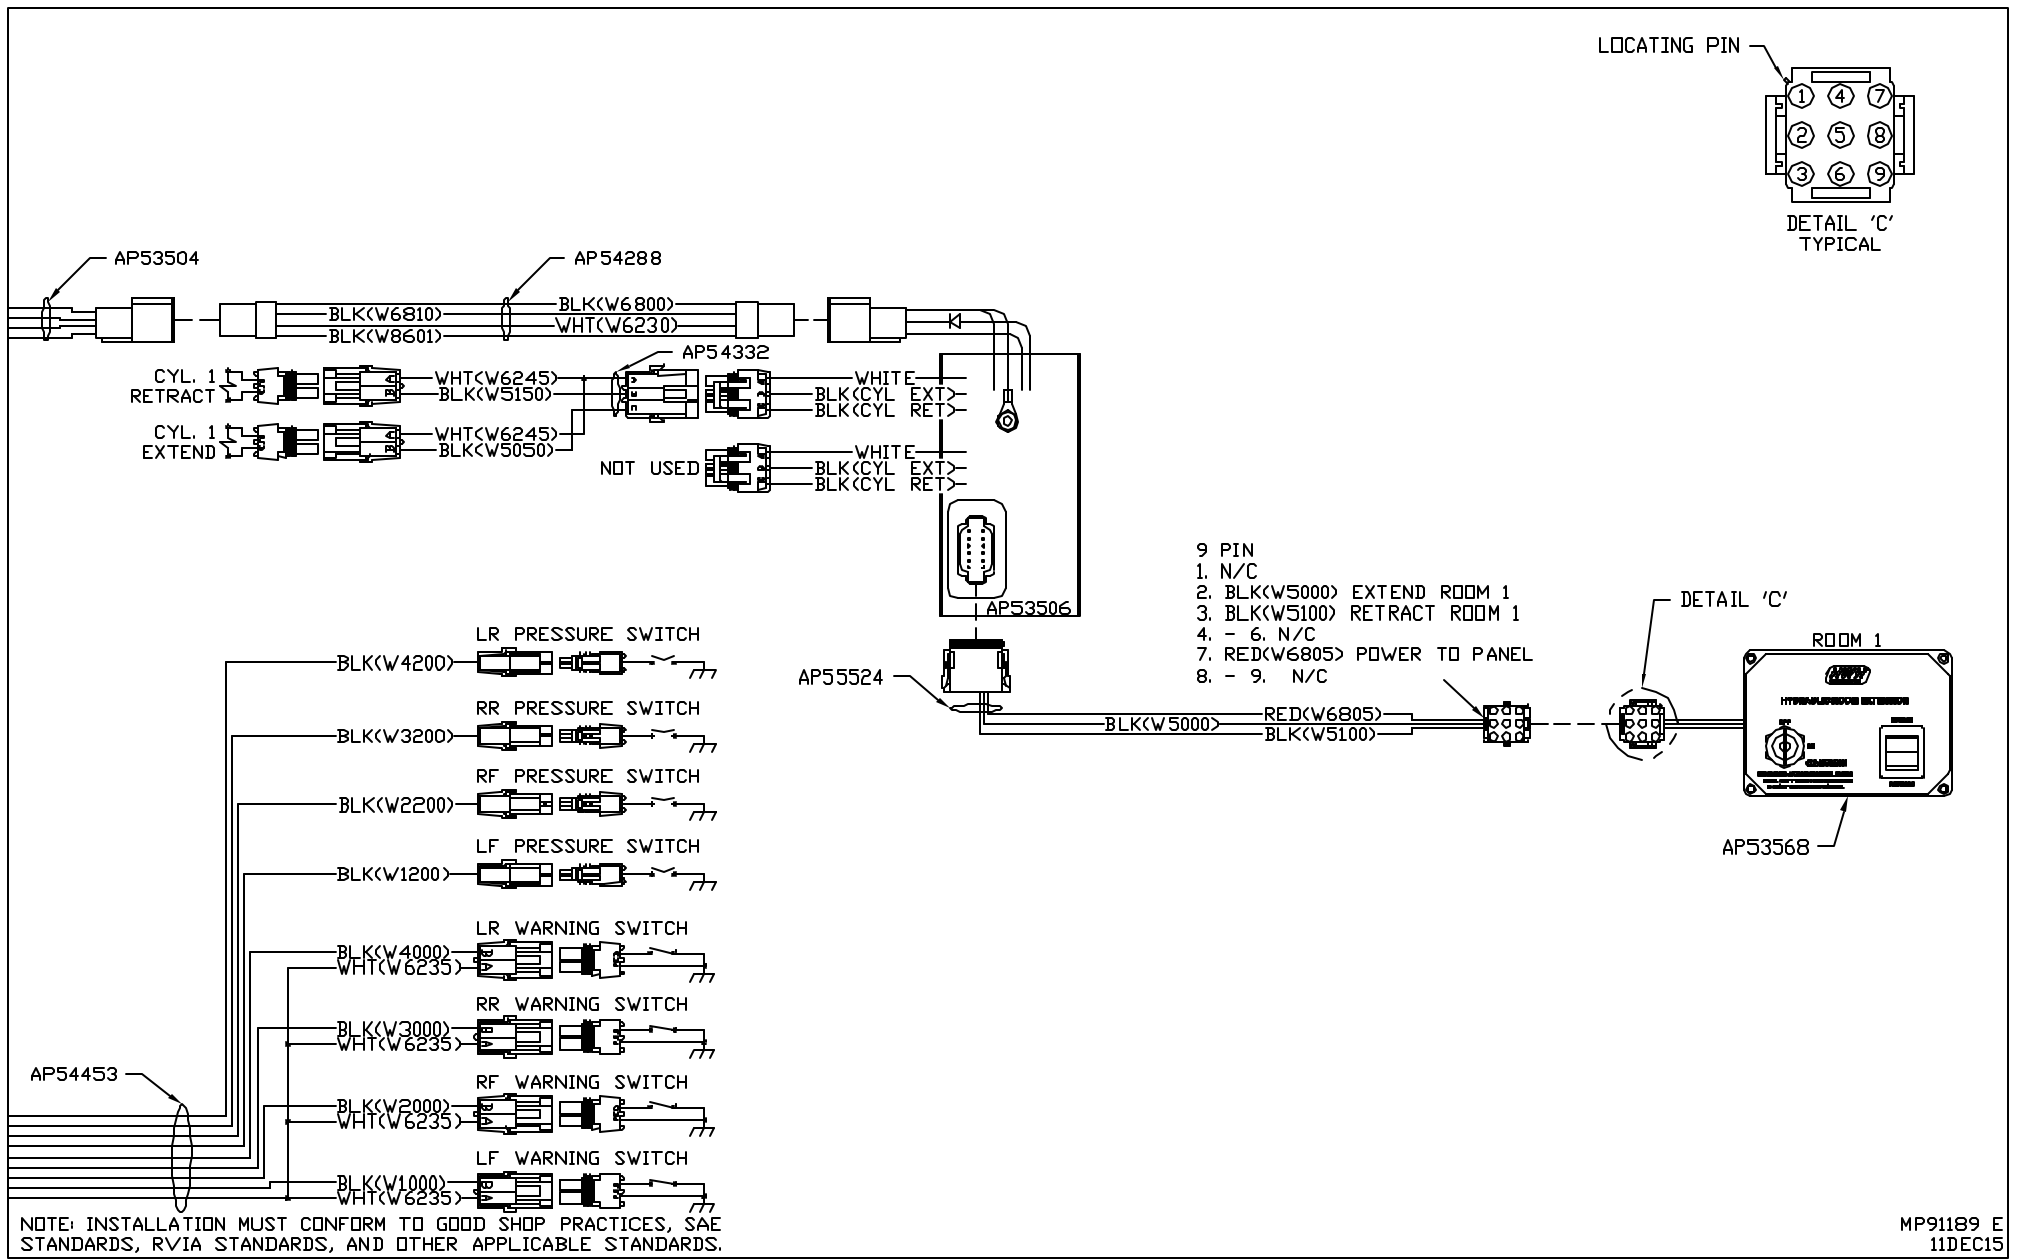 LOCATING PIN
1 4 7
2 5 8
3 6 9
DETAIL 'C'
TYPICAL
AP53504
AP54288
BLK(W6800)
BLK(W6810)
WHT(W6230)
BLK(W8601)
AP54332
CYL. 1
RETRACT
WHT(W6245)
BLK(W5150)
WHITE
BLK(CYL EXT)
BLK(CYL RET)
CYL. 1
EXTEND
WHT(W6245)
BLK(W5050)
NOT USED
WHITE
BLK(CYL EXT)
BLK(CYL RET)
AP53506
9 PIN
1. N/C
2. BLK(W5000) EXTEND ROOM 1
3. BLK(W5100) RETRACT ROOM 1
4. - 6. N/C
7. RED(W6805) POWER TO PANEL
8. - 9. N/C
DETAIL 'C'
ROOM 1
AP55524
RED(W6805)
BLK(W5000)
BLK(W5100)
AP53568
LR PRESSURE SWITCH
BLK(W4200)
RR PRESSURE SWITCH
BLK(W3200)
RF PRESSURE SWITCH
BLK(W2200)
LF PRESSURE SWITCH
BLK(W1200)
LR WARNING SWITCH
BLK(W4000)
WHT(W6235)
RR WARNING SWITCH
BLK(W3000)
WHT(W6235)
AP54453
RF WARNING SWITCH
BLK(W2000)
WHT(W6235)
LF WARNING SWITCH
BLK(W1000)
WHT(W6235)
NOTE: INSTALLATION MUST CONFORM TO GOOD SHOP PRACTICES, SAE
STANDARDS, RVIA STANDARDS, AND OTHER APPLICABLE STANDARDS.
MP91189 E
11DEC15